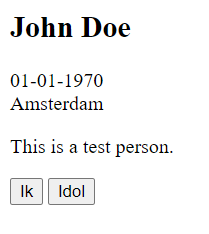 John Doe
01-01-1970
Amsterdam
This is a test person.
Ik Idol